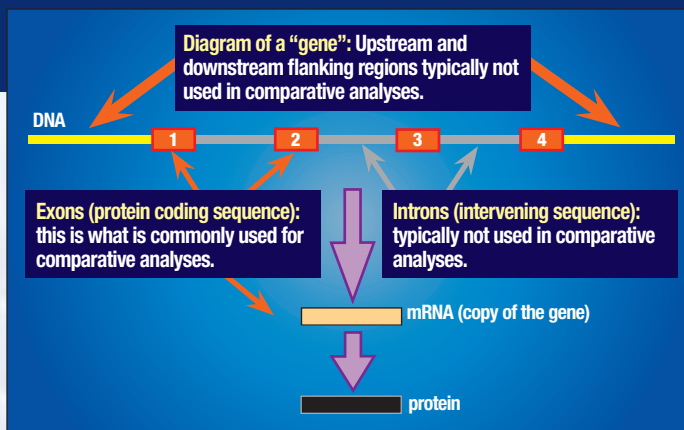 Diagram of a “gene”: Upstream and
downstream flanking regions typically not
used in comparative analyses.
DNA
1
2
3
4
Exons (protein coding sequence):
this is what is commonly used for
comparative analyses.
Introns (intervening sequence):
typically not used in comparative
analyses.
mRNA (copy of the gene)
protein